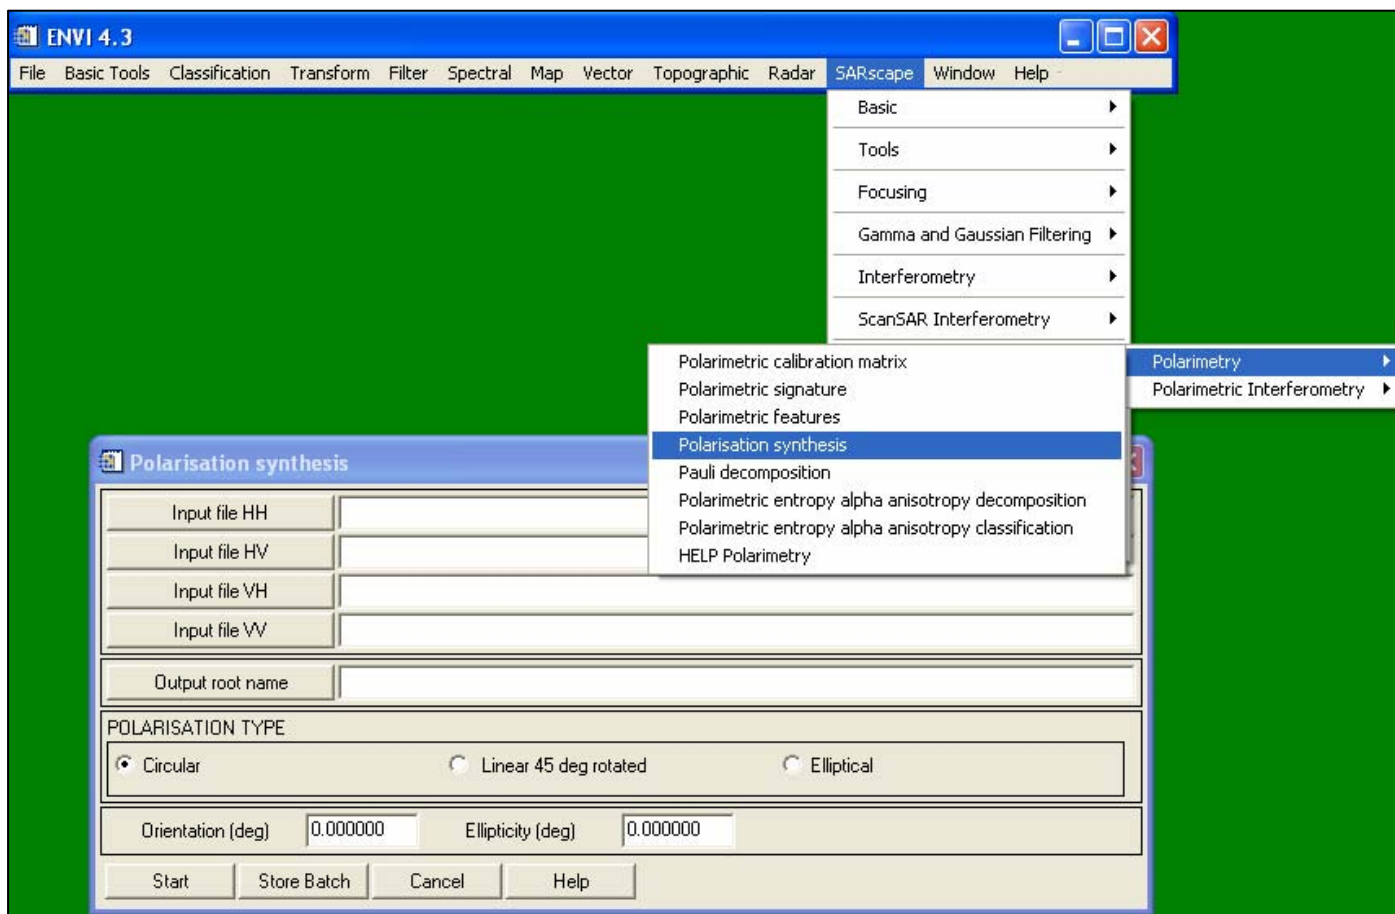 ENVI 4.3
File Basic Tools Classification Transform Filter Spectral Map Vector Topographic Radar SARscape Window Help
Basic
Tools
Focusing
Gamma and Gaussian Filtering
Interferometry
ScanSAR Interferometry
Polarimetry
Polarimetric Interferometry
Polarimetric calibration matrix
Polarimetric signature
Polarimetric features
Polarisation synthesis
Pauli decomposition
Polarimetric entropy alpha anisotropy decomposition
Polarimetric entropy alpha anisotropy classification
HELP Polarimetry
Polarisation synthesis
Input file HH
Input file HV
Input file VH
Input file VV
Output root name
POLARISATION TYPE
Circular Linear 45 deg rotated Elliptical
Orientation (deg) 0.000000 Ellipticity (deg) 0.000000
Start Store Batch Cancel Help